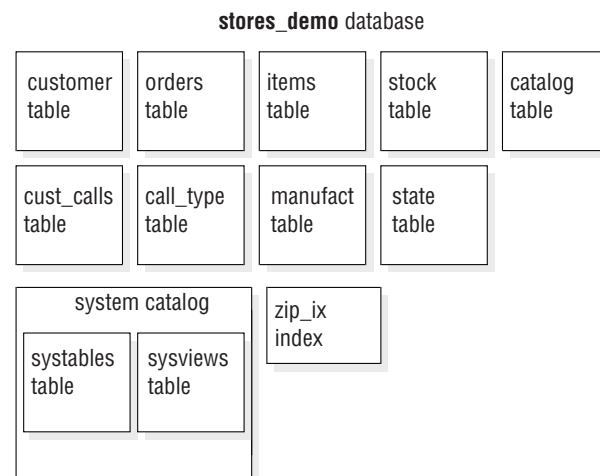 stores_demo database
customer
table
orders
table
items
table
stock
table
catalog
table
cust_calls
table
call_type
table
manufact
table
state
table
system catalog
systables
table
sysviews
table
zip_ix
index